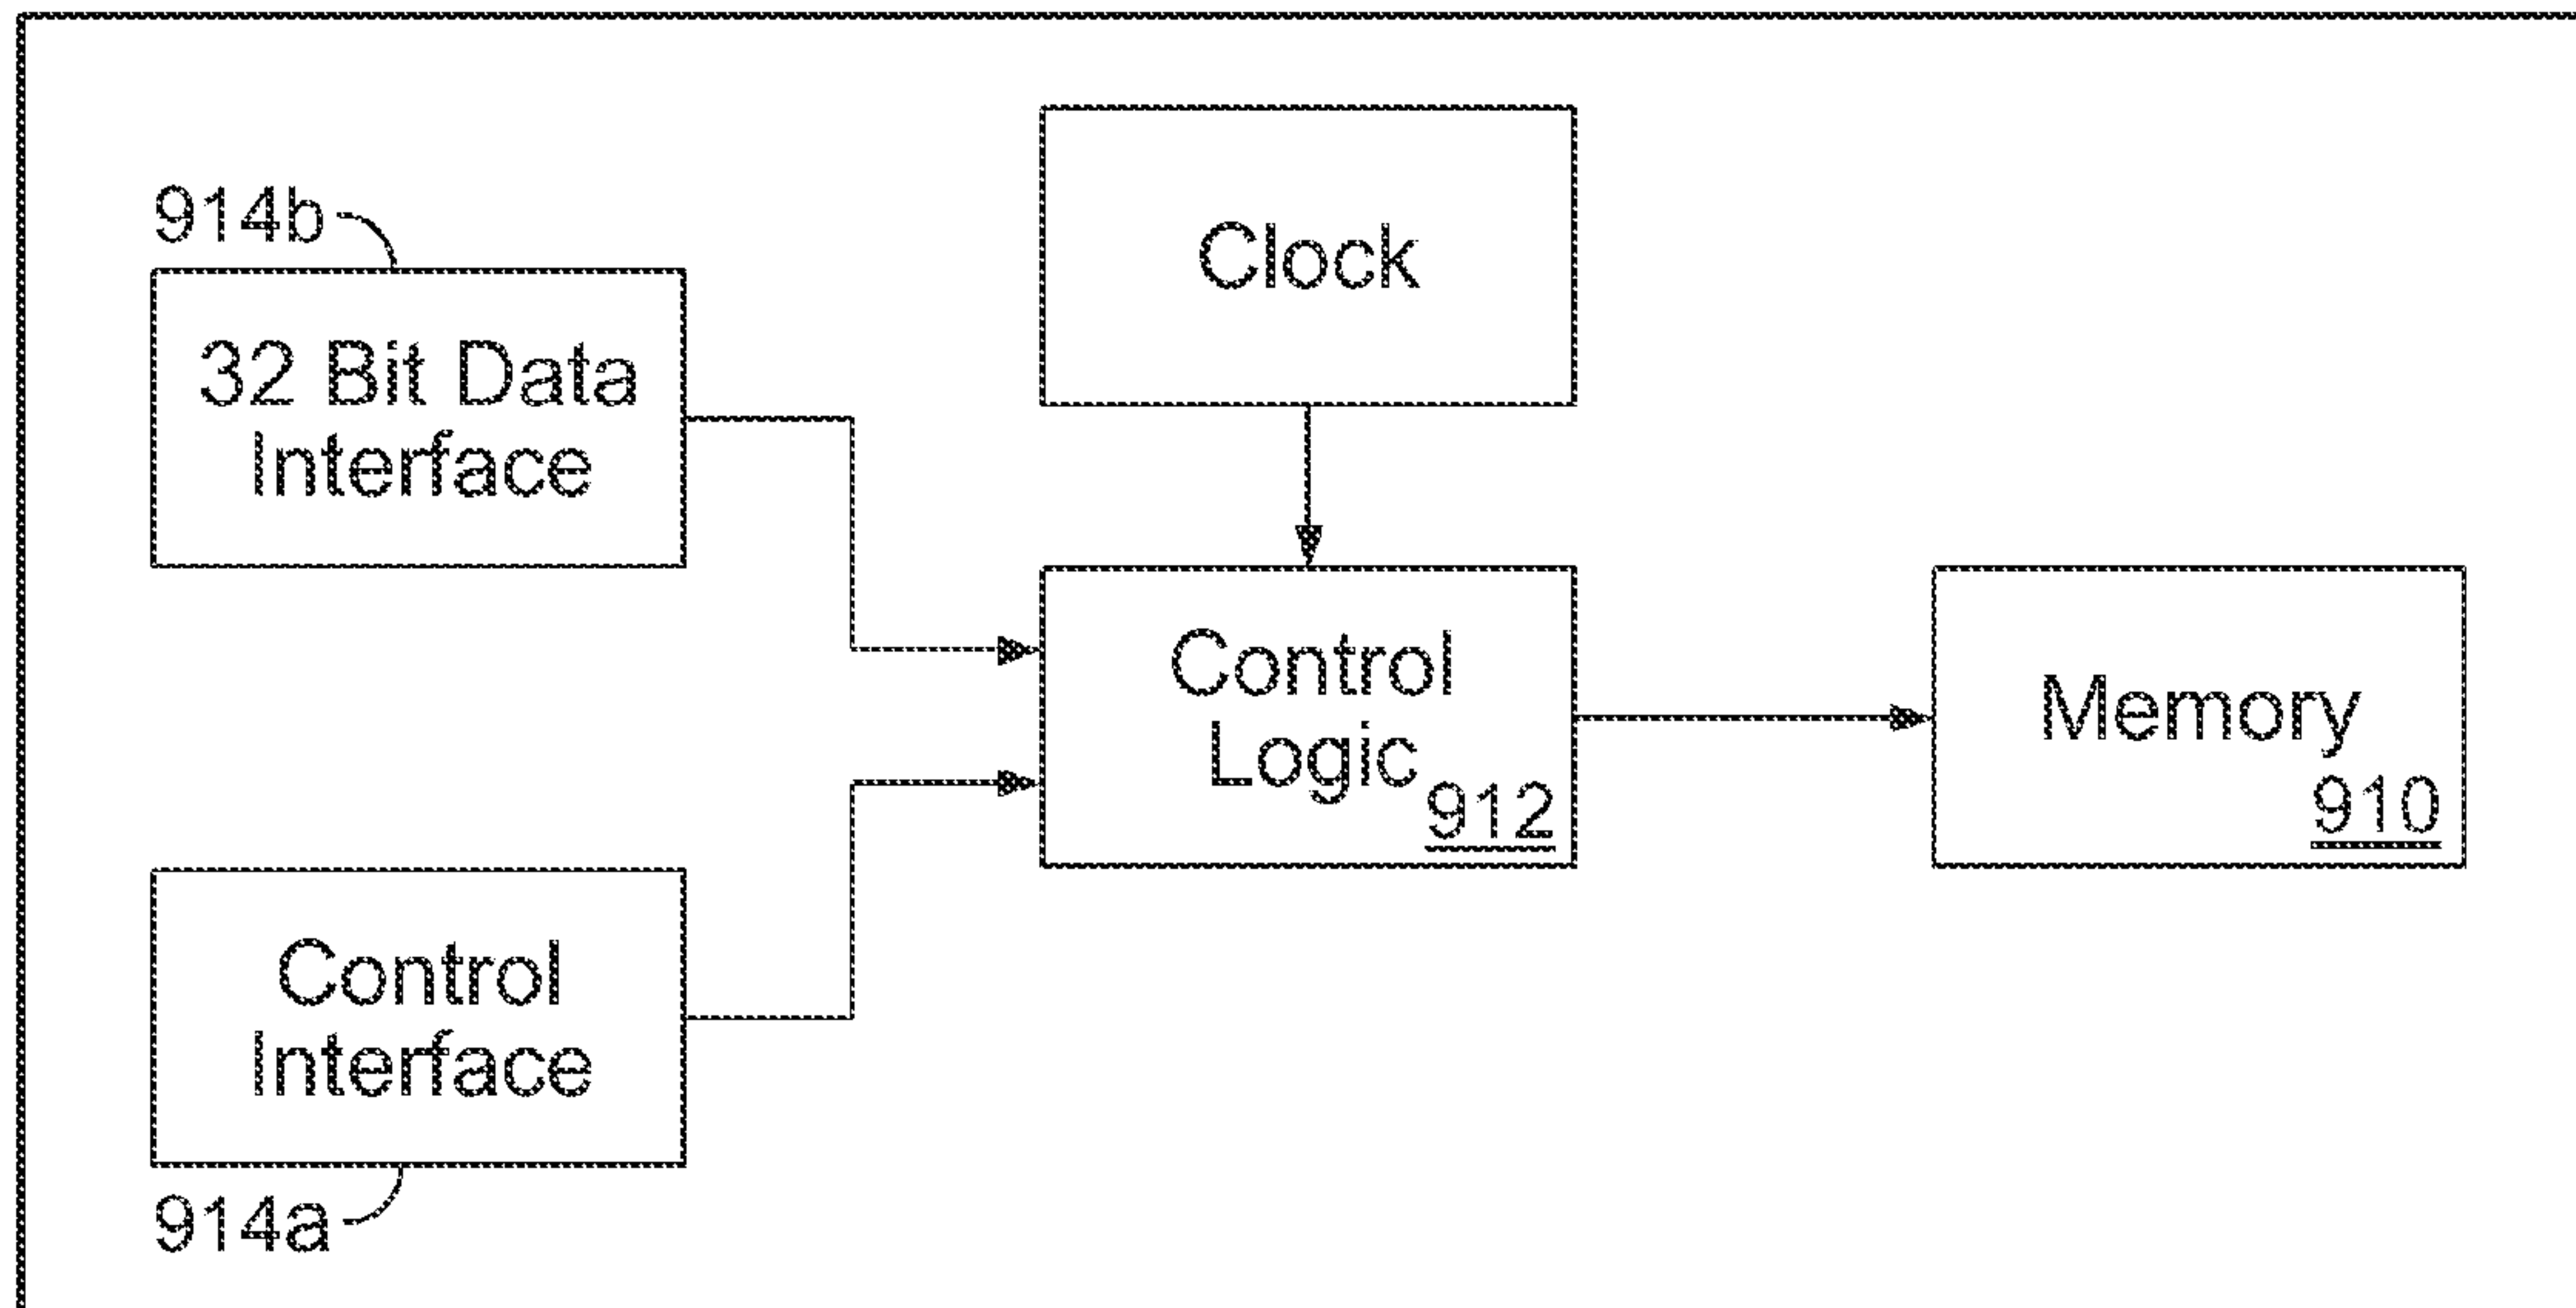 914b
32 Bit Data
Interface
Clock
Control
Logic
912
Memory
910
Control
Interface
914a